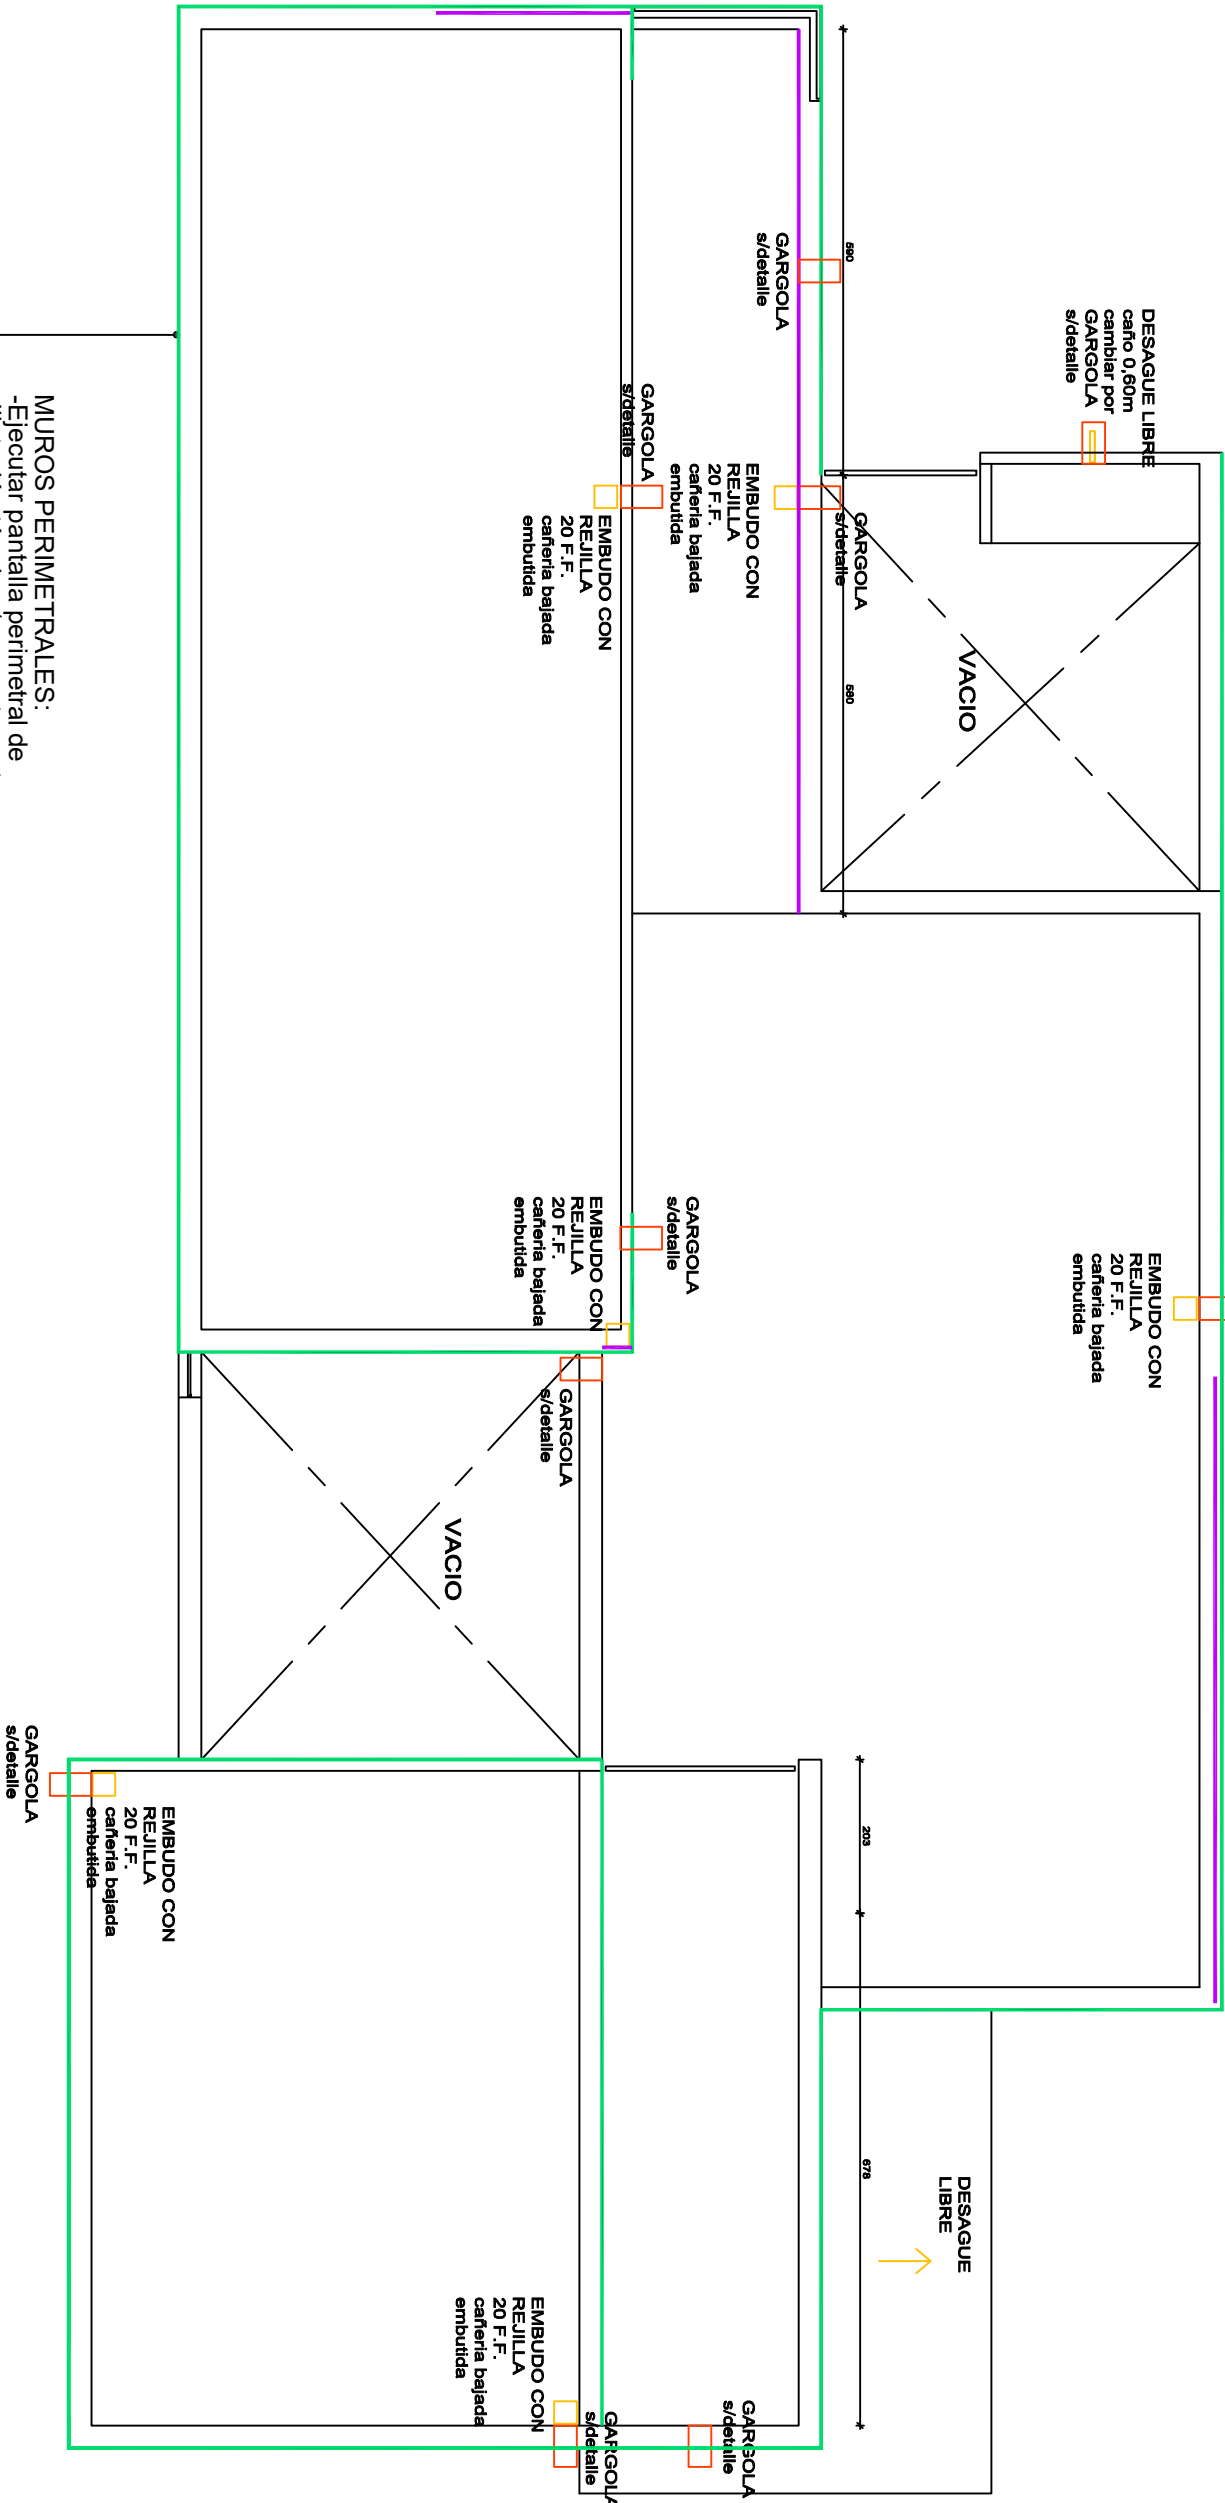 DESAGUE LIBRE
caño 0,60m
cambiar por
GARGOLA
s/detalle
GARGOLA
s/detalle
590
GARGOLA
s/detalle
EMBUDO CON
REJILLA
20 F.F.
cañeria bajada
embutida
GARGOLA
s/detalle
EMBUDO CON
REJILLA
20 F.F.
cañeria bajada
embutida
VACIO
580
MUROS PERIMETRALES:
-Ejecutar pantalla perimetral de
EMBUDO CON
REJILLA
20 F.F.
cañeria bajada
embutida
GARGOLA
s/detalle
EMBUDO CON
REJILLA
20 F.F.
cañeria bajada
embutida
GARGOLA
s/detalle
VACIO
GARGOLA
s/detalle
EMBUDO CON
REJILLA
20 F.F.
cañeria bajada
embutida
203
678
DESAGUE
LIBRE
EMBUDO CON
REJILLA
20 F.F.
cañeria bajada
embutida
GARGOLA
s/detalle
GARGOLA
s/detalle